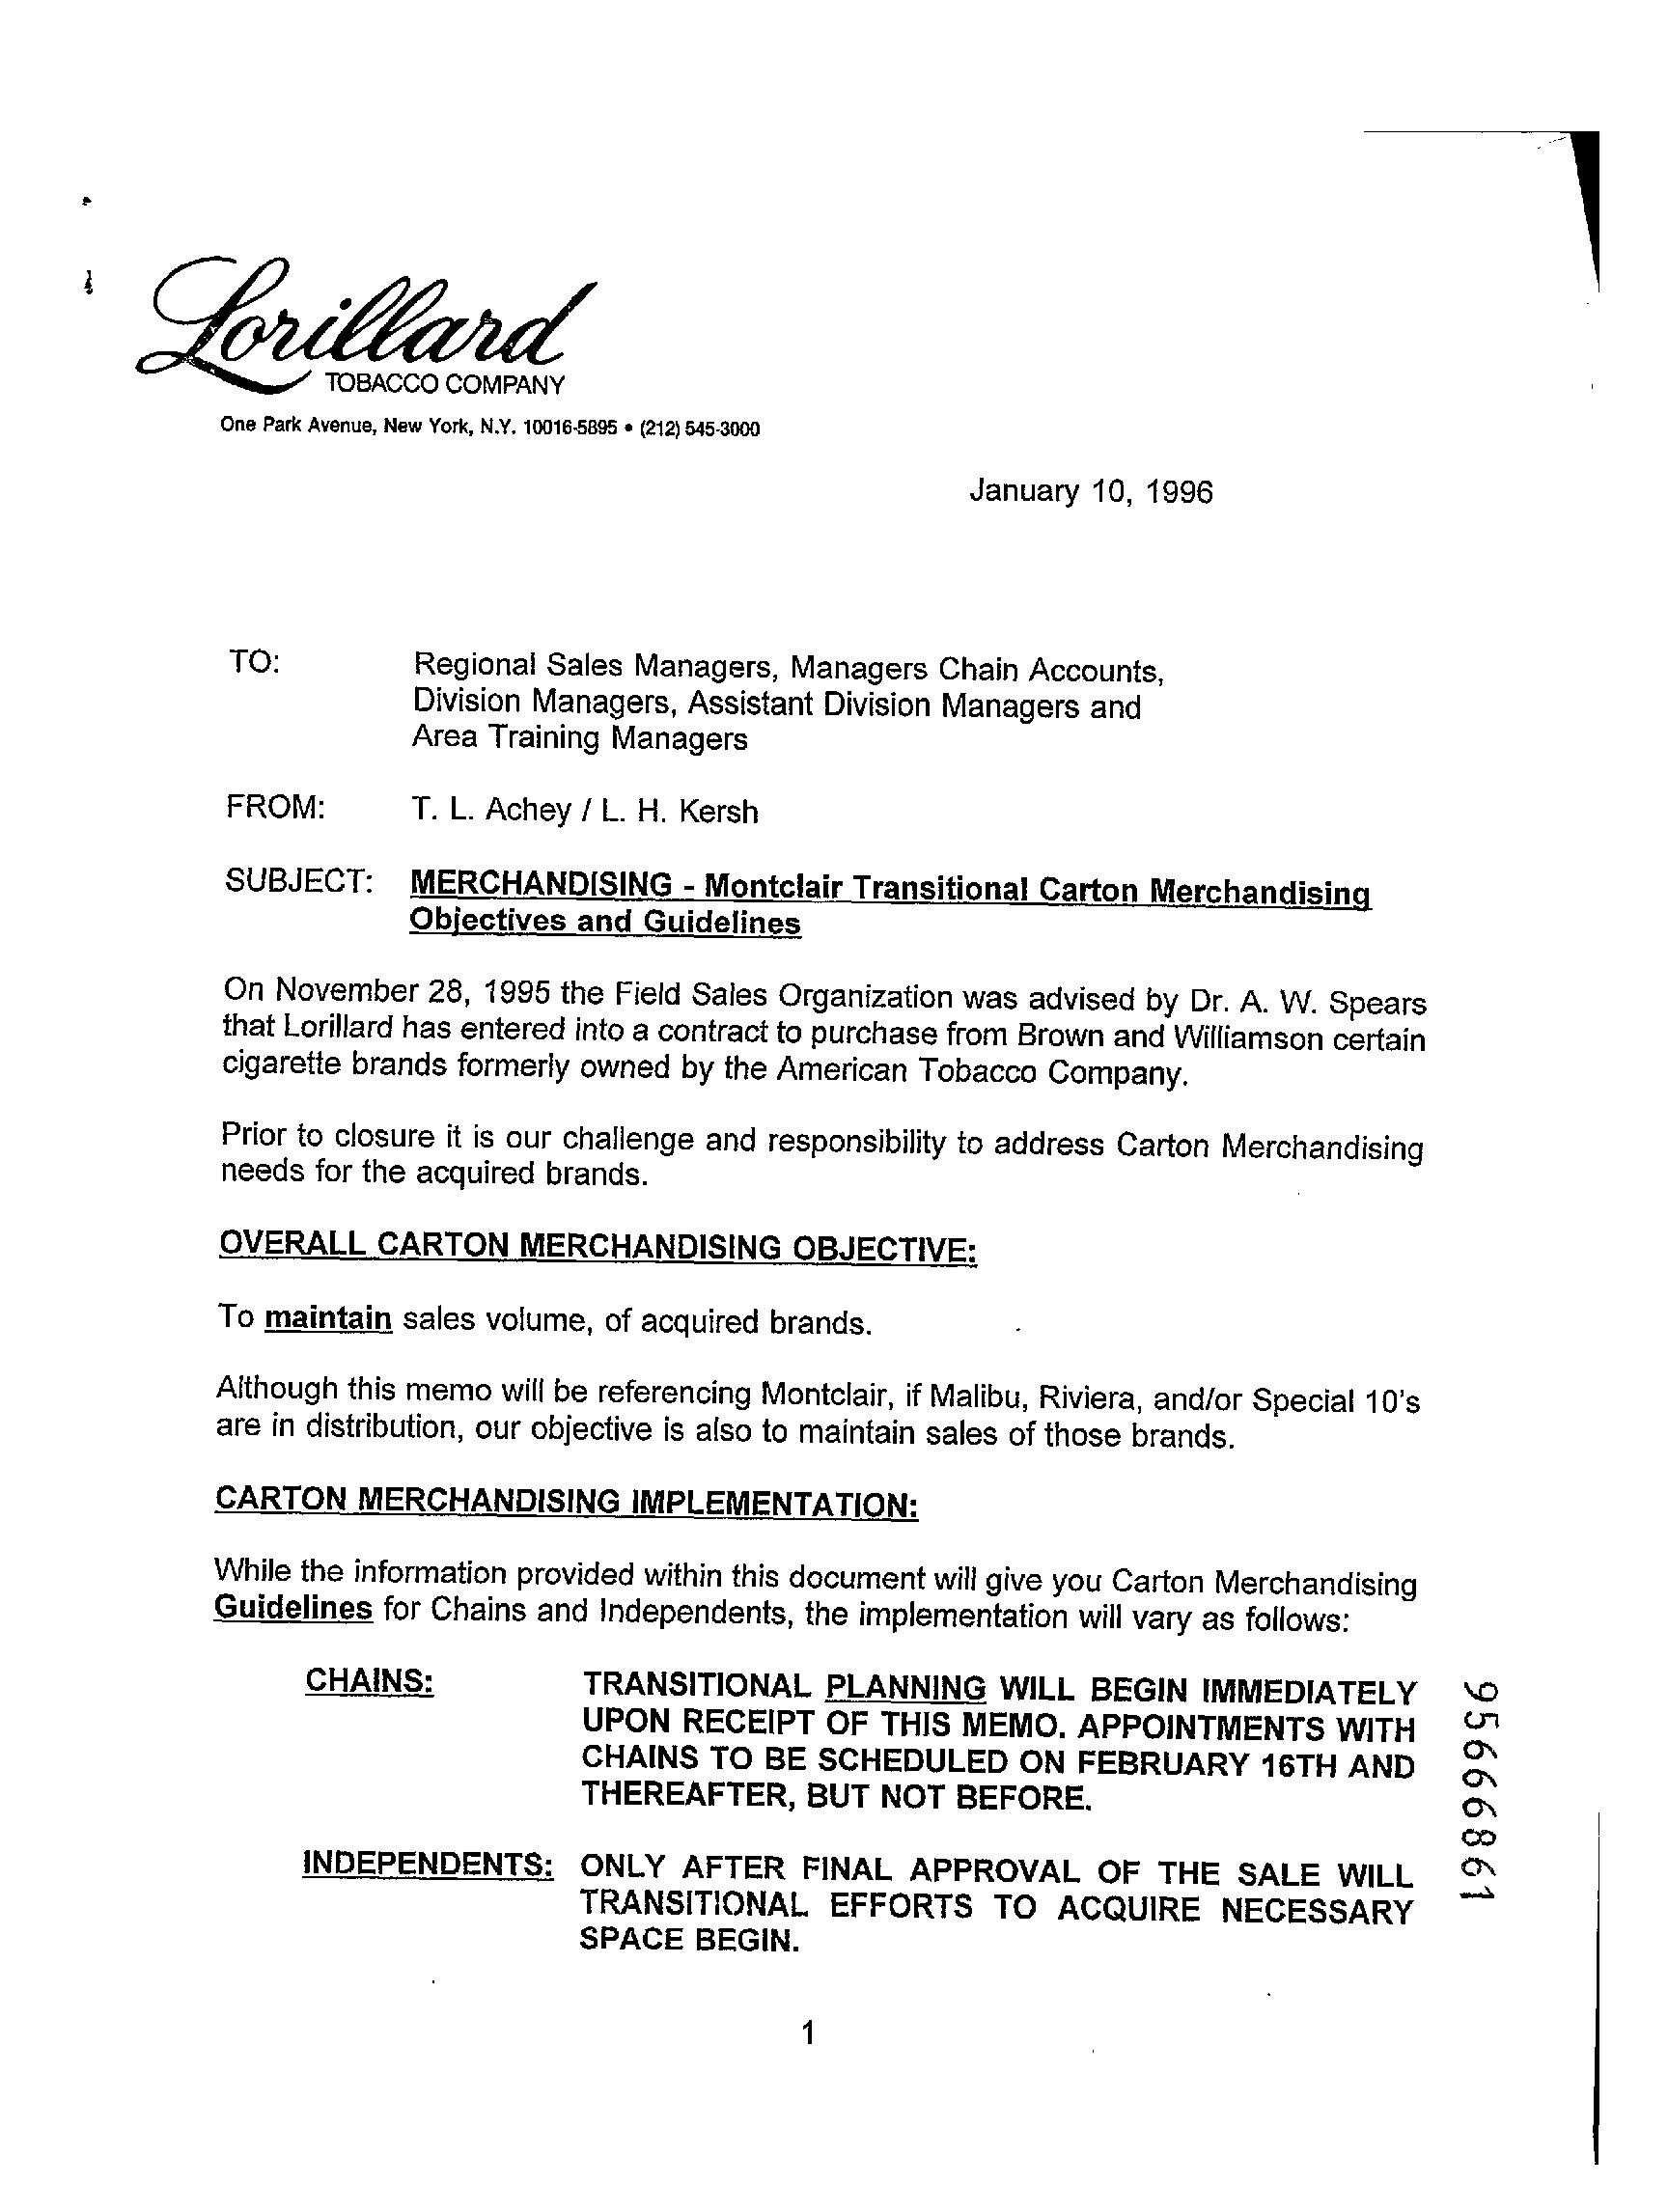 Lorillard
TOBACCO COMPANY
One Park Avenue, New York, N.Y. 10016-5895 • (212) 545-3000
January 10, 1996
TO: Regional Sales Managers, Managers Chain Accounts,
Division Managers, Assistant Division Managers and
Area Training Managers
FROM: T. L. Achey / L. H. Kersh
SUBJECT: MERCHANDISING - Montclair Transitional Carton Merchandising
Objectives and Guidelines
On November 28, 1995 the Field Sales Organization was advised by Dr. A. W. Spears
that Lorillard has entered into a contract to purchase from Brown and Williamson certain
cigarette brands formerly owned by the American Tobacco Company.
Prior to closure it is our challenge and responsibility to address Carton Merchandising
needs for the acquired brands.
OVERALL CARTON MERCHANDISING OBJECTIVE:
To maintain sales volume, of acquired brands.
Although this memo will be referencing Montclair, if Malibu, Riviera, and/or Special 10's
are in distribution, our objective is also to maintain sales of those brands.
CARTON MERCHANDISING IMPLEMENTATION:
While the information provided within this document will give you Carton Merchandising
Guidelines for Chains and Independents, the implementation will vary as follows:
CHAINS: TRANSITIONAL PLANNING WILL BEGIN IMMEDIATELY
UPON RECEIPT OF THIS MEMO. APPOINTMENTS WITH
CHAINS TO BE SCHEDULED ON FEBRUARY 16TH AND
THEREAFTER, BUT NOT BEFORE.
INDEPENDENTS: ONLY AFTER FINAL APPROVAL OF THE SALE WILL
TRANSITIONAL EFFORTS TO ACQUIRE NECESSARY
SPACE BEGIN.
95666861
1